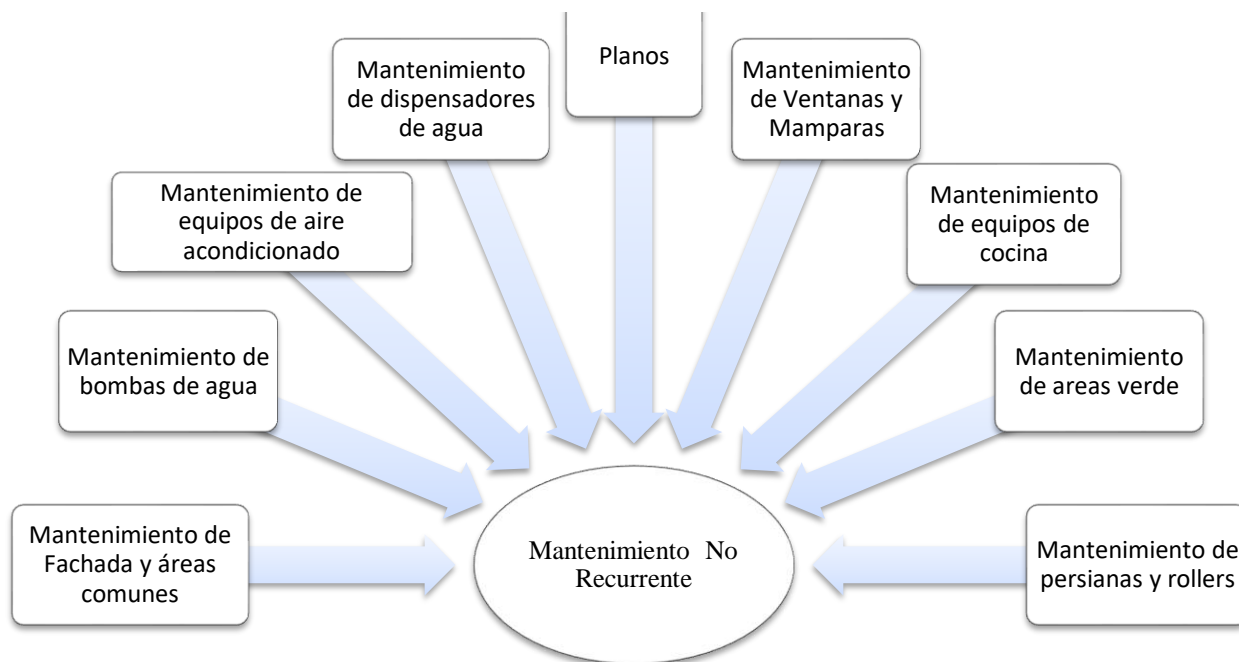 Planos
Mantenimiento
de dispensadores
de agua
Mantenimiento
de Ventanas y
Mamparas
Mantenimiento de
equipos de aire
acondicionado
Mantenimiento
de equipos de
cocina
Mantenimiento de
bombas de agua
Mantenimiento
de areas verde
Mantenimiento de
Fachada y áreas
comunes
Mantenimiento No
Recurrente
Mantenimiento de
persianas y rollers